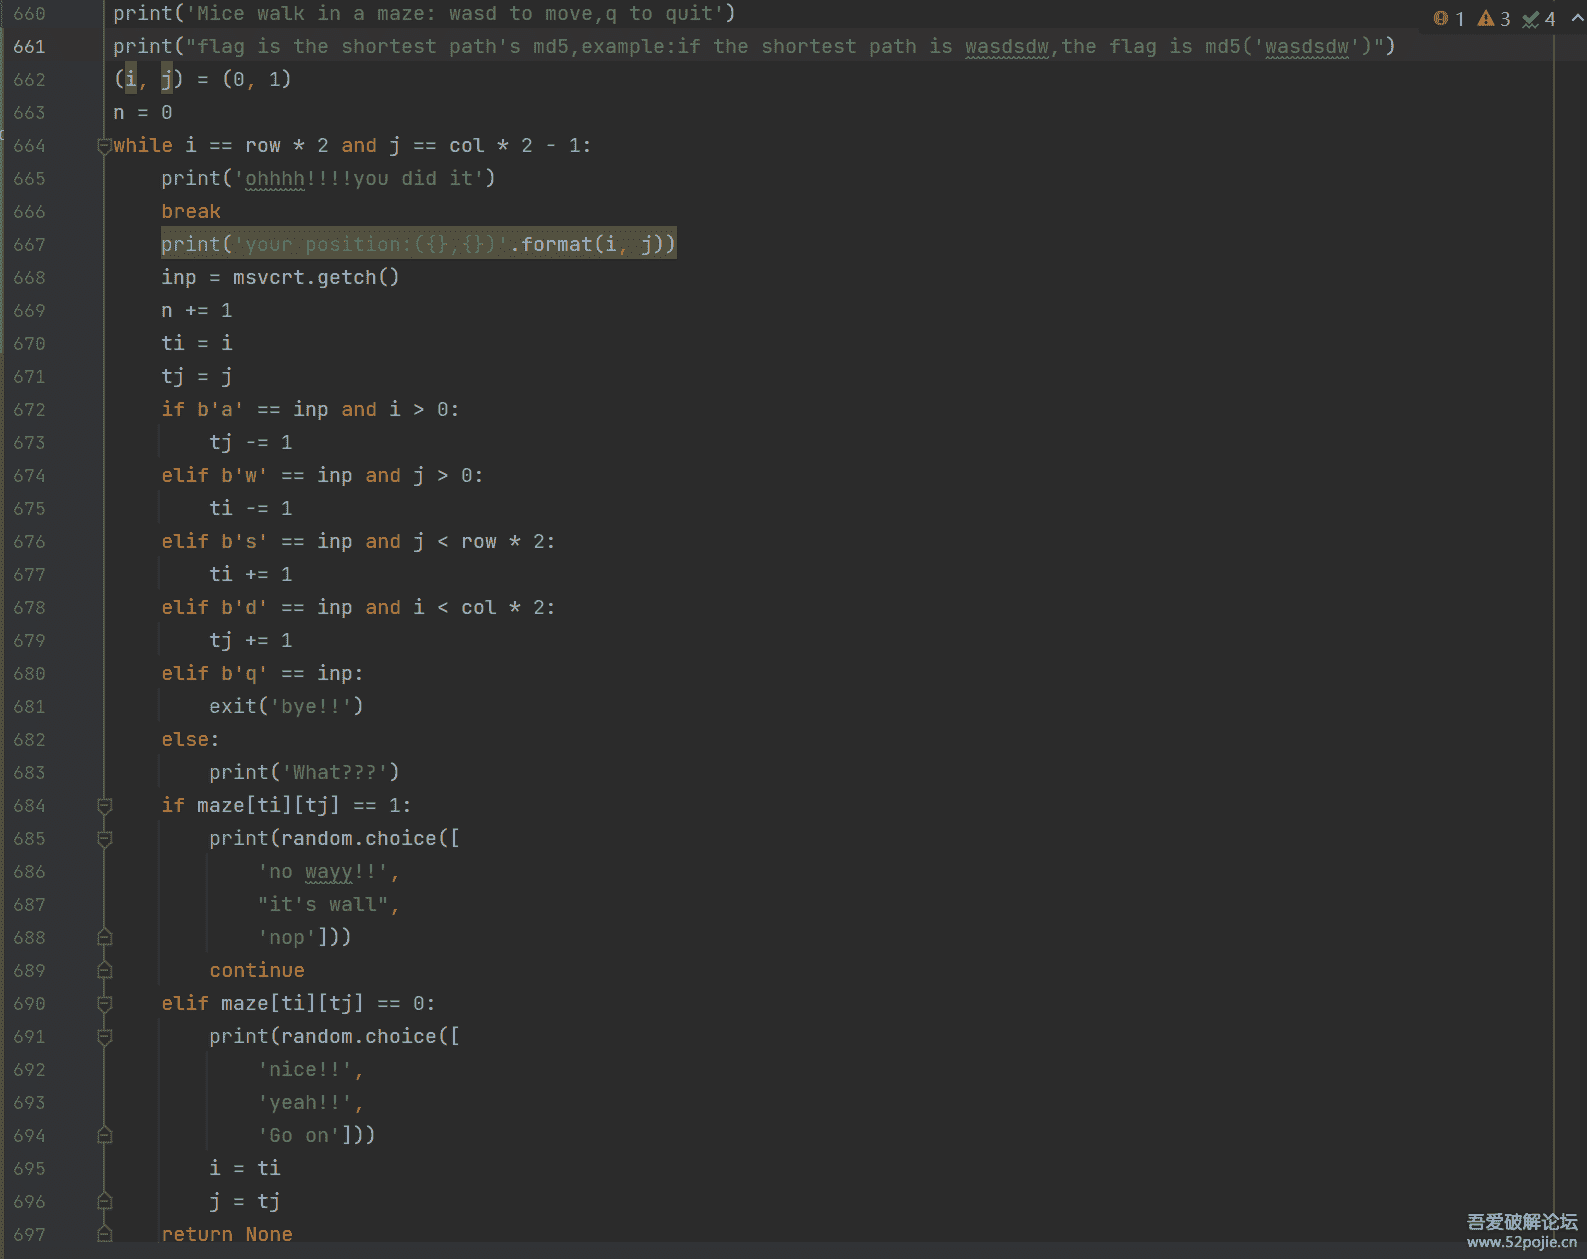 1 3 4
660 print('Mice walk in a maze: wasd to move,q to quit')
661 print("flag is the shortest path's md5,example:if the shortest path is wasdsdw,the flag is md5('wasdsdw')")
662 (i, j) = (0, 1)
663 n = 0
664 while i == row * 2 and j == col * 2 - 1:
665 print('ohhhh!!!!you did it')
666 break
667 print('your position:({},{})'.format(i, j))
668 inp = msvcrt.getch()
669 n += 1
670 ti = i
671 tj = j
672 if b'a' == inp and i > 0:
673 tj -= 1
674 elif b'w' == inp and j > 0:
675 ti -= 1
676 elif b's' == inp and j < row * 2:
677 ti += 1
678 elif b'd' == inp and i < col * 2:
679 tj += 1
680 elif b'q' == inp:
681 exit('bye!!')
682 else:
683 print('What???')
684 if maze[ti][tj] == 1:
685 print(random.choice([
686 'no wayy!!',
687 "it's wall",
688 'nop']))
689 continue
690 elif maze[ti][tj] == 0:
691 print(random.choice([
692 'nice!!',
693 'yeah!!',
694 'Go on']))
695 i = ti
696 j = tj
697 return None
吾爱破解论坛
www.52pojie.cn